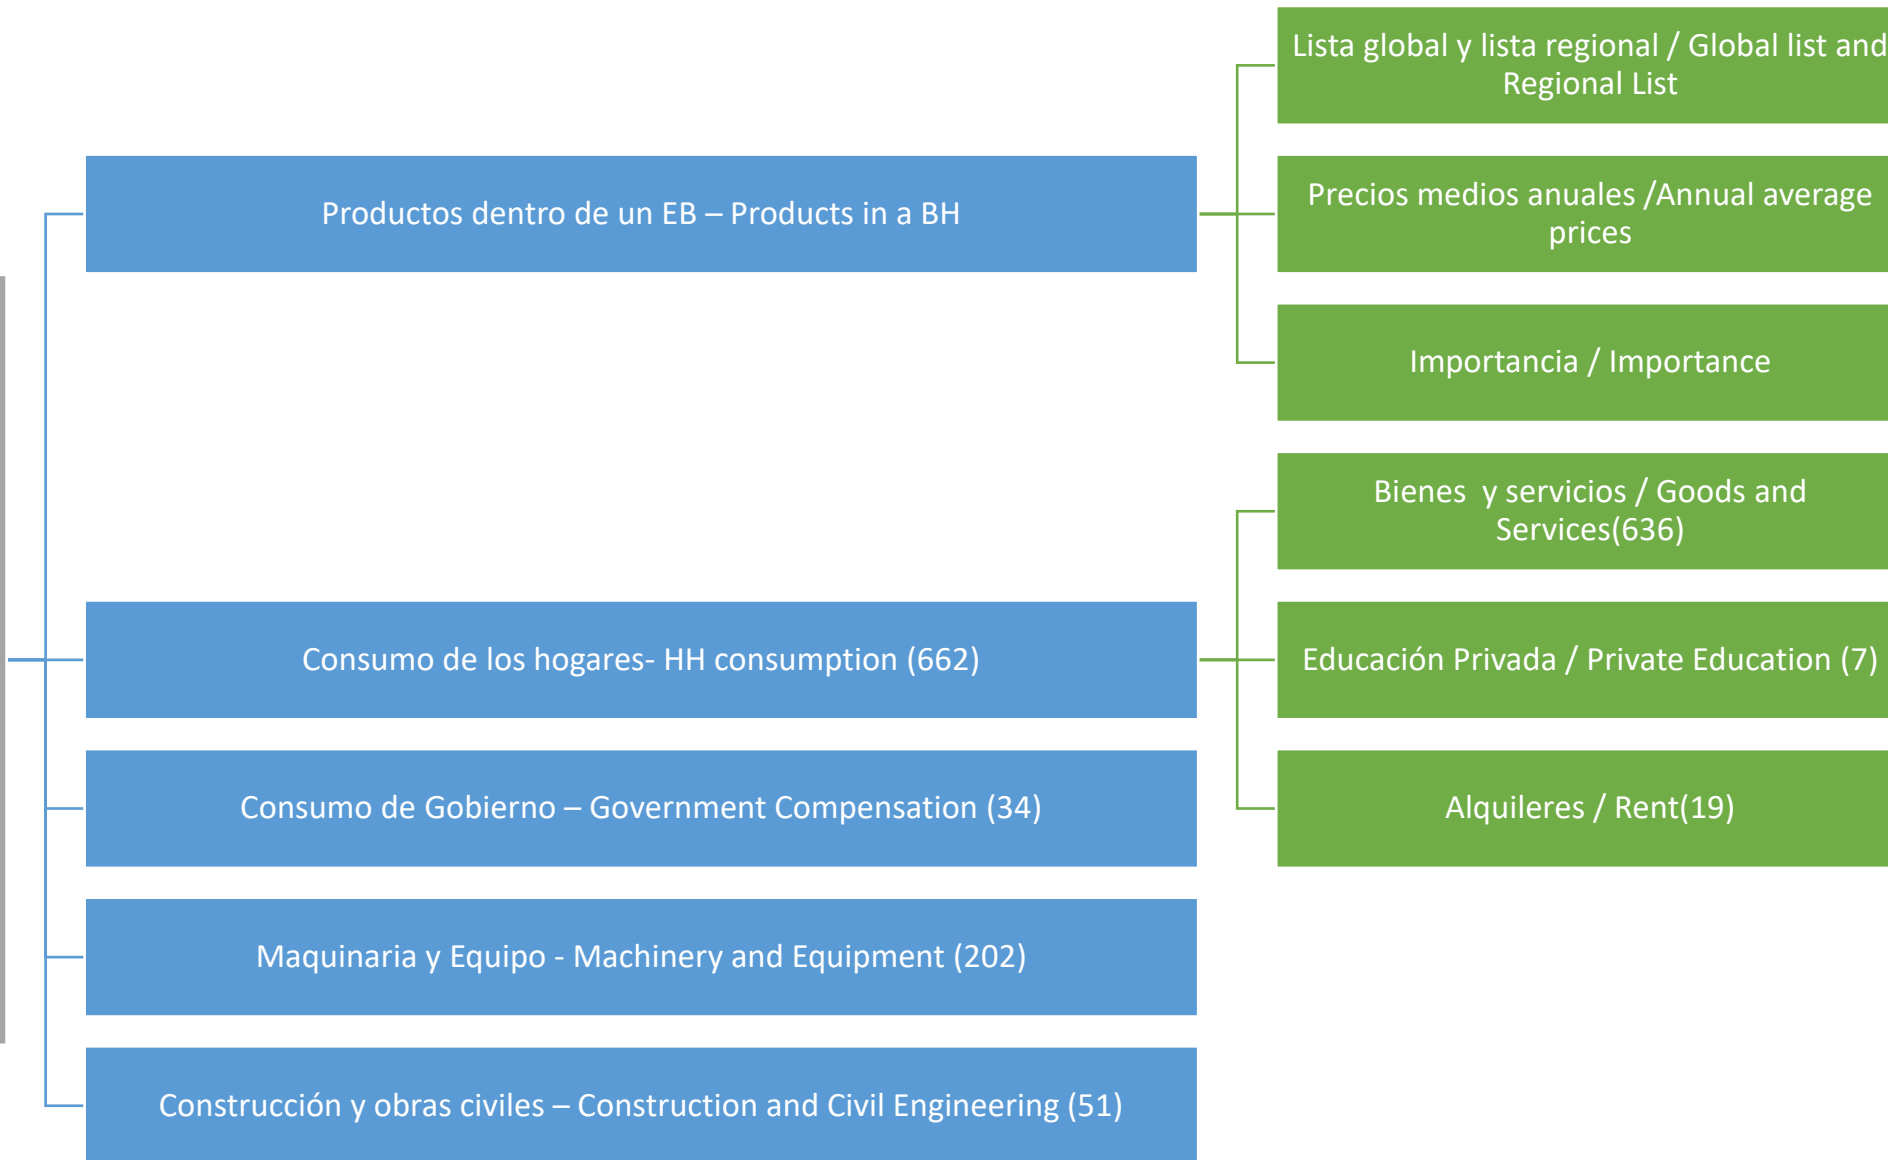 Productos dentro de un EB – Products in a BH
Lista global y lista regional / Global list and
Regional List
Precios medios anuales /Annual average
prices
Importancia / Importance
Consumo de los hogares- HH consumption (662)
Bienes  y servicios / Goods and
Services(636)
Educación Privada / Private Education (7)
Alquileres / Rent(19)
Consumo de Gobierno – Government Compensation (34)
Maquinaria y Equipo - Machinery and Equipment (202)
Construcción y obras civiles – Construction and Civil Engineering (51)